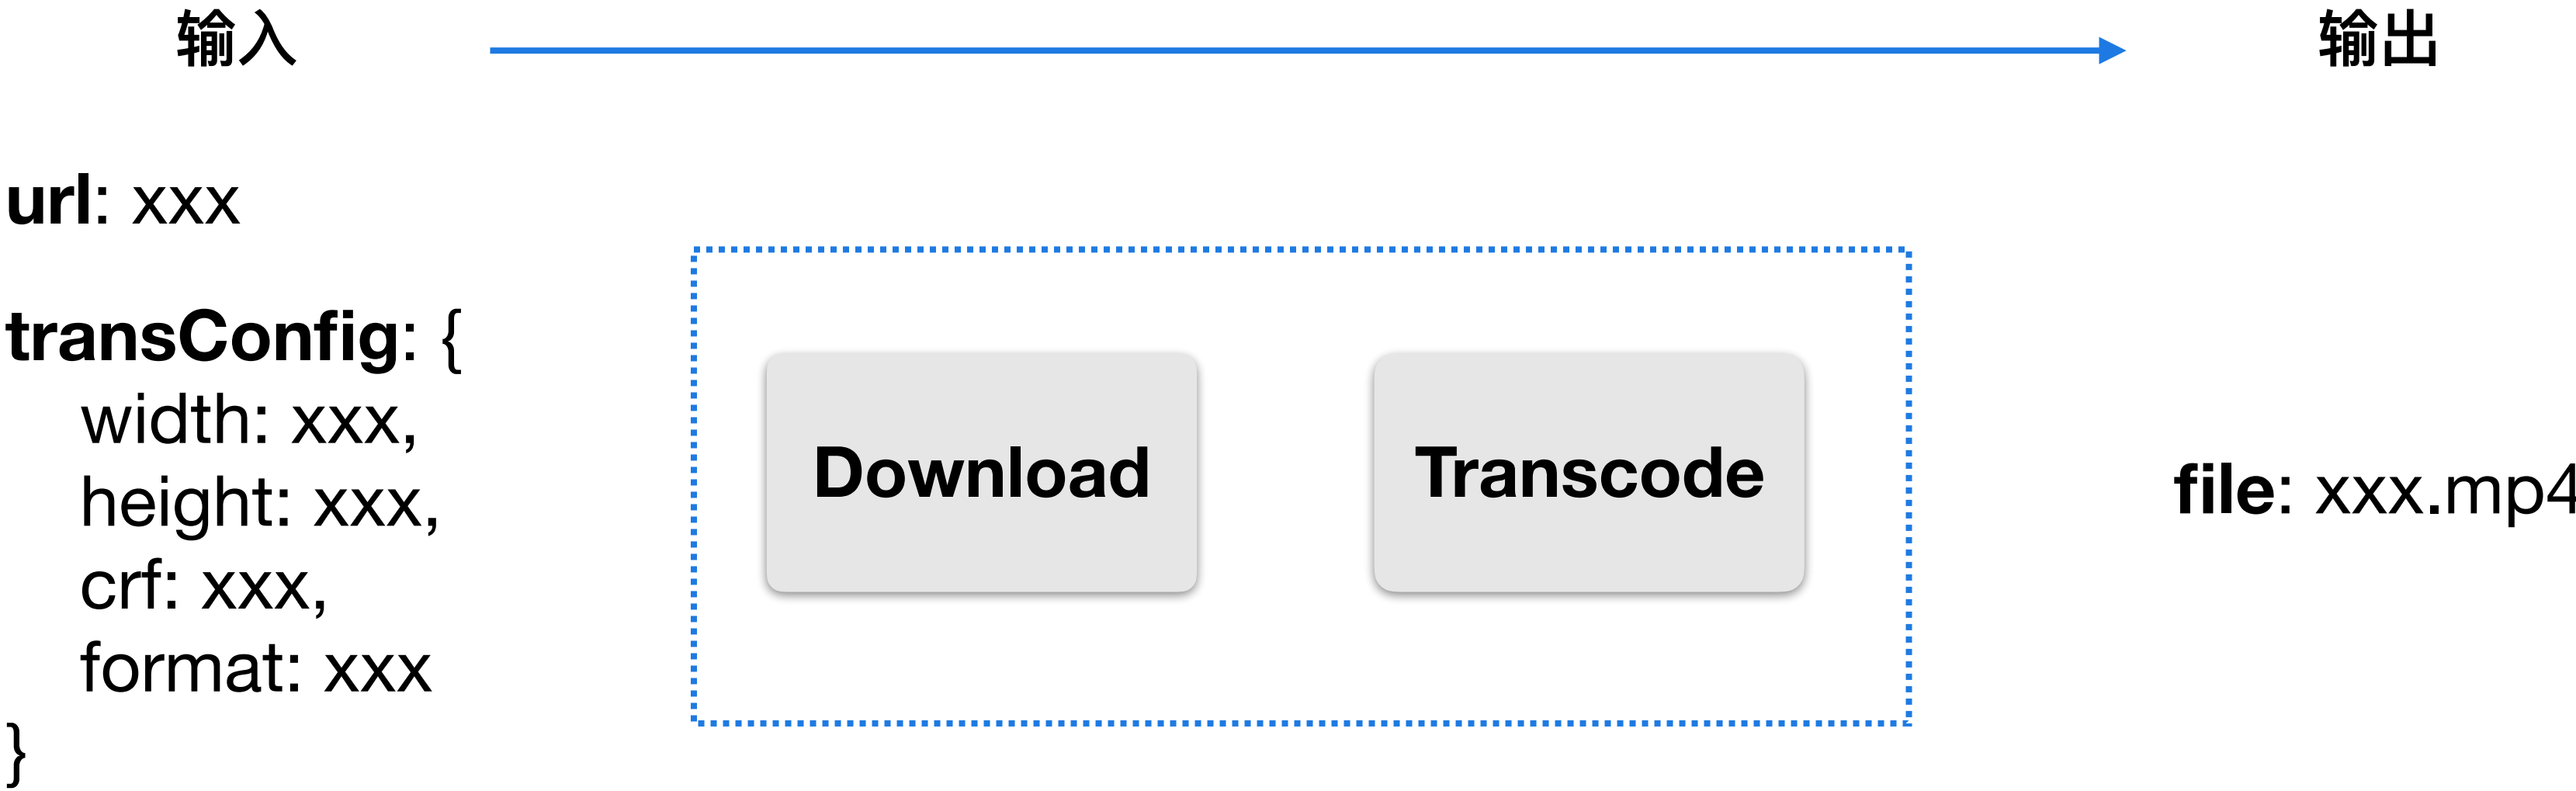 输入
输出
url: xxx
transConfig: {
width: xxx,
height: xxx,
crf: xxx,
format: xxx
}
Download
Transcode
file: xxx.mp4